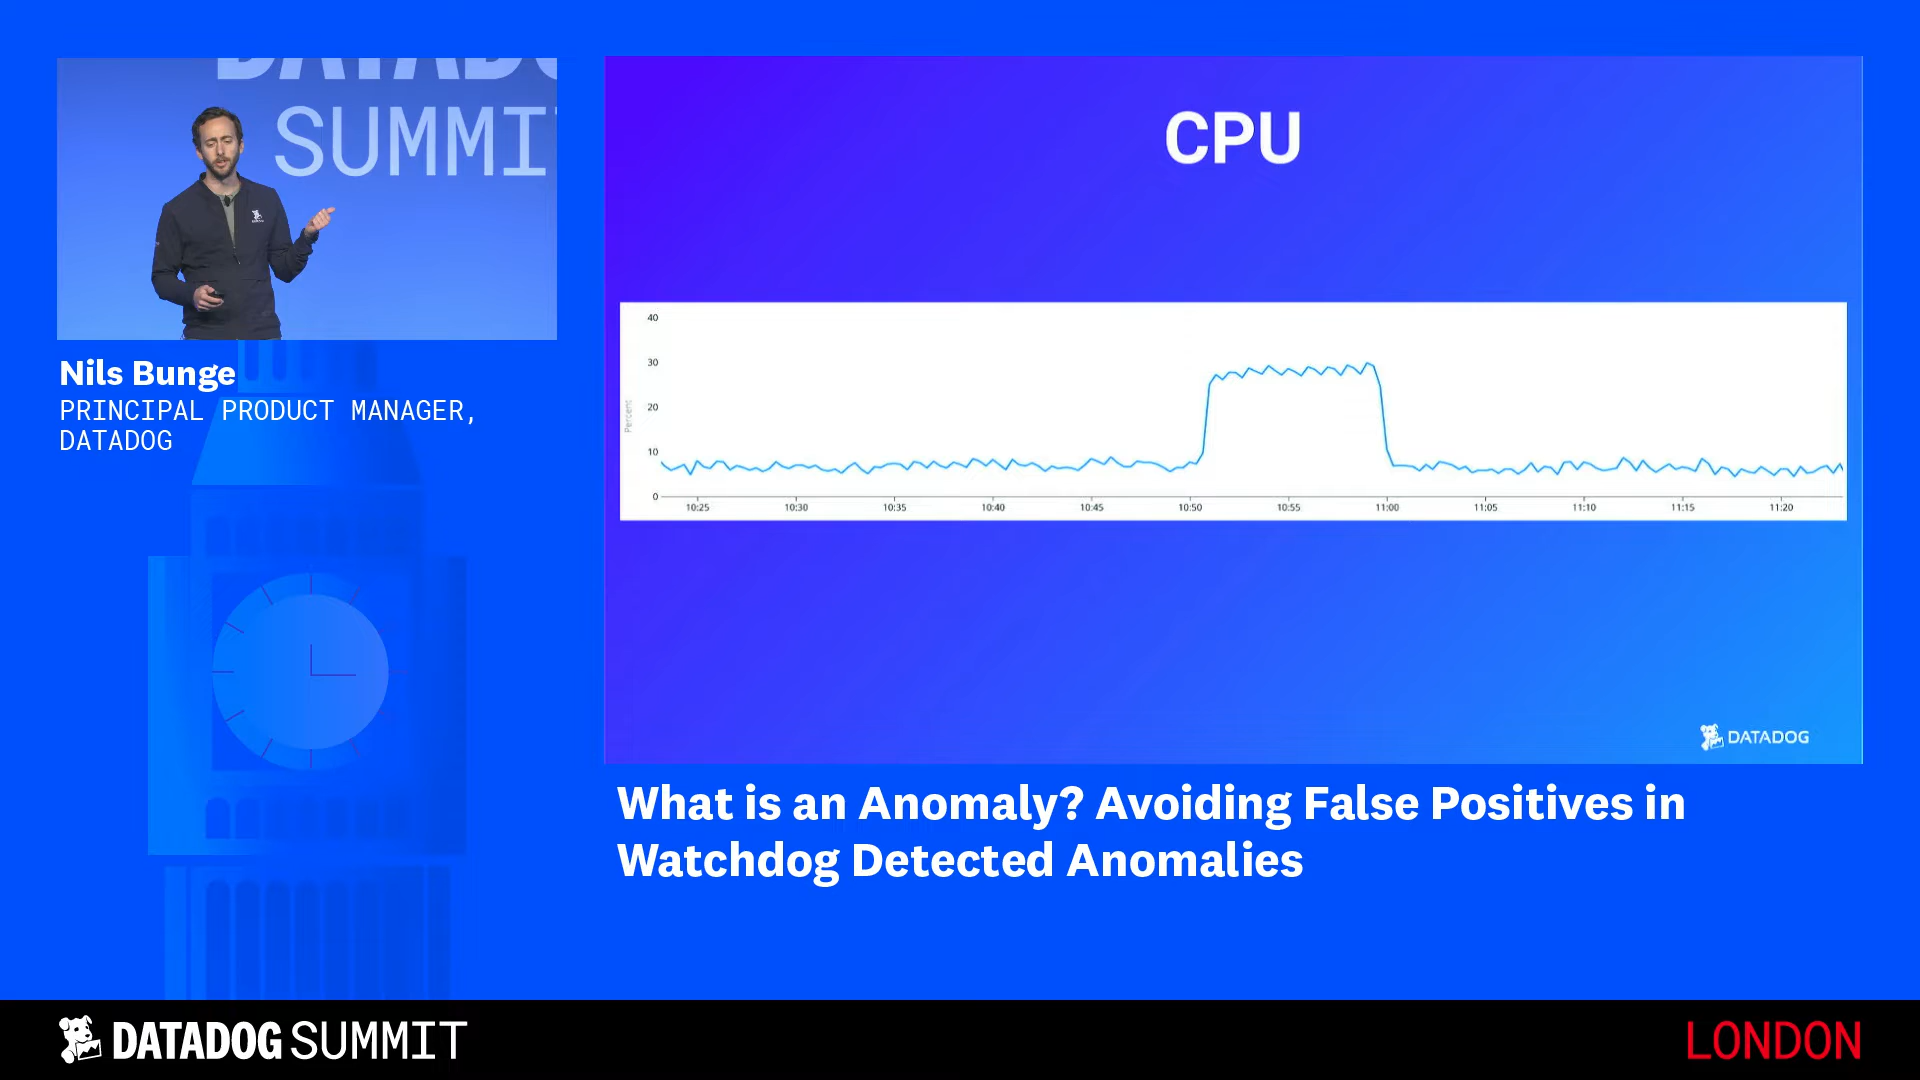 DATADO
SUMMIT
Nils Bunge
PRINCIPAL PRODUCT MANAGER,
DATADOG
CPU
40
30
20
10
0
Percent
10:25 10:30 10:35 10:40 10:45 10:50 10:55 11:00 11:05 11:10 11:15 11:20
DATADOG
What is an Anomaly? Avoiding False Positives in
Watchdog Detected Anomalies
DATADOG SUMMIT
LONDON